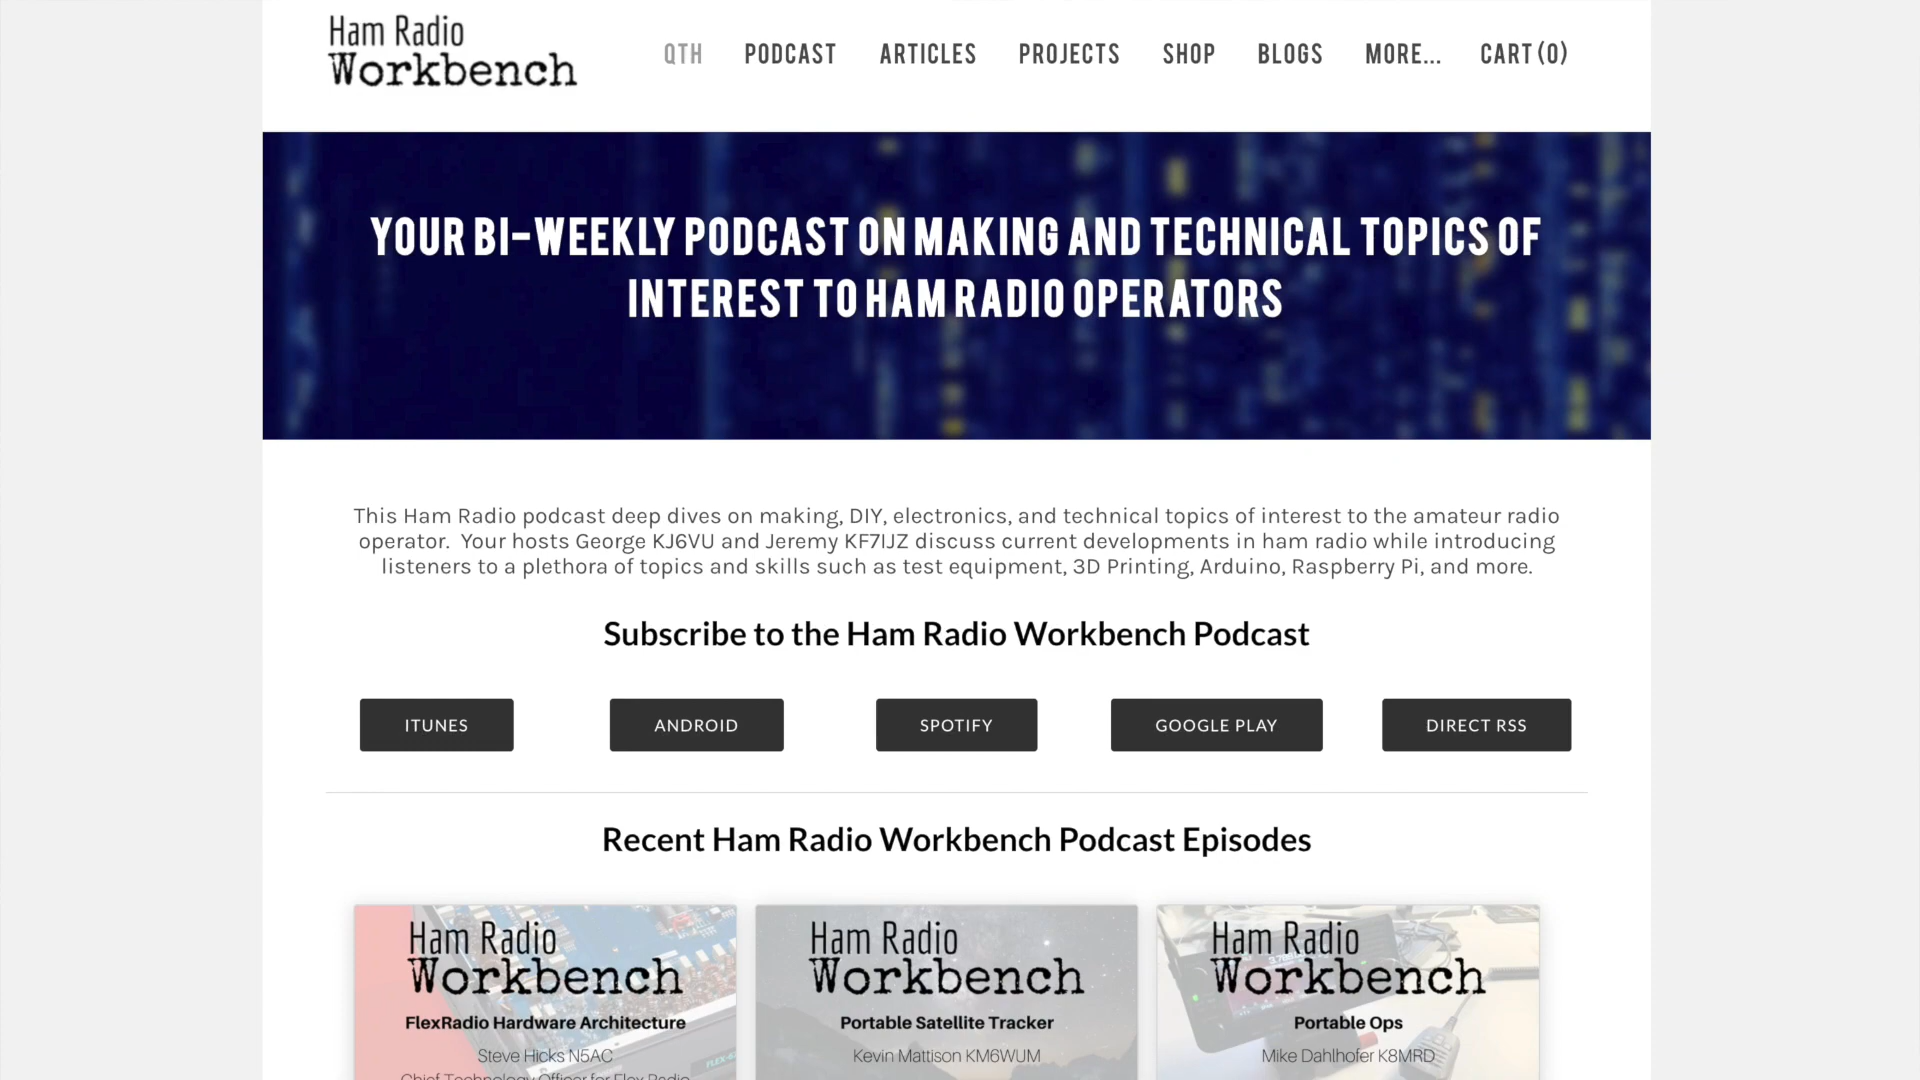 Ham Radio
Workbench
QTH PODCAST ARTICLES PROJECTS SHOP BLOGS MORE... CART (0)
YOUR BI-WEEKLY PODCAST ON MAKING AND TECHNICAL TOPICS OF
INTEREST TO HAM RADIO OPERATORS
This Ham Radio podcast deep dives on making, DIY, electronics, and technical topics of interest to the amateur radio
operator. Your hosts George KJ6VU and Jeremy KF7IJZ discuss current developments in ham radio while introducing
listeners to a plethora of topics and skills such as test equipment, 3D Printing, Arduino, Raspberry Pi, and more.
Subscribe to the Ham Radio Workbench Podcast
ITUNES ANDROID SPOTIFY GOOGLE PLAY DIRECT RSS
Recent Ham Radio Workbench Podcast Episodes
Ham Radio
Workbench
FlexRadio Hardware Architecture
Steve Hicks N5AC
Chief Technology Officer for Flex Radio
Ham Radio
Workbench
Portable Satellite Tracker
Kevin Mattison KM6WUM
Ham Radio
Workbench
Portable Ops
Mike Dahlhofer K8MRD